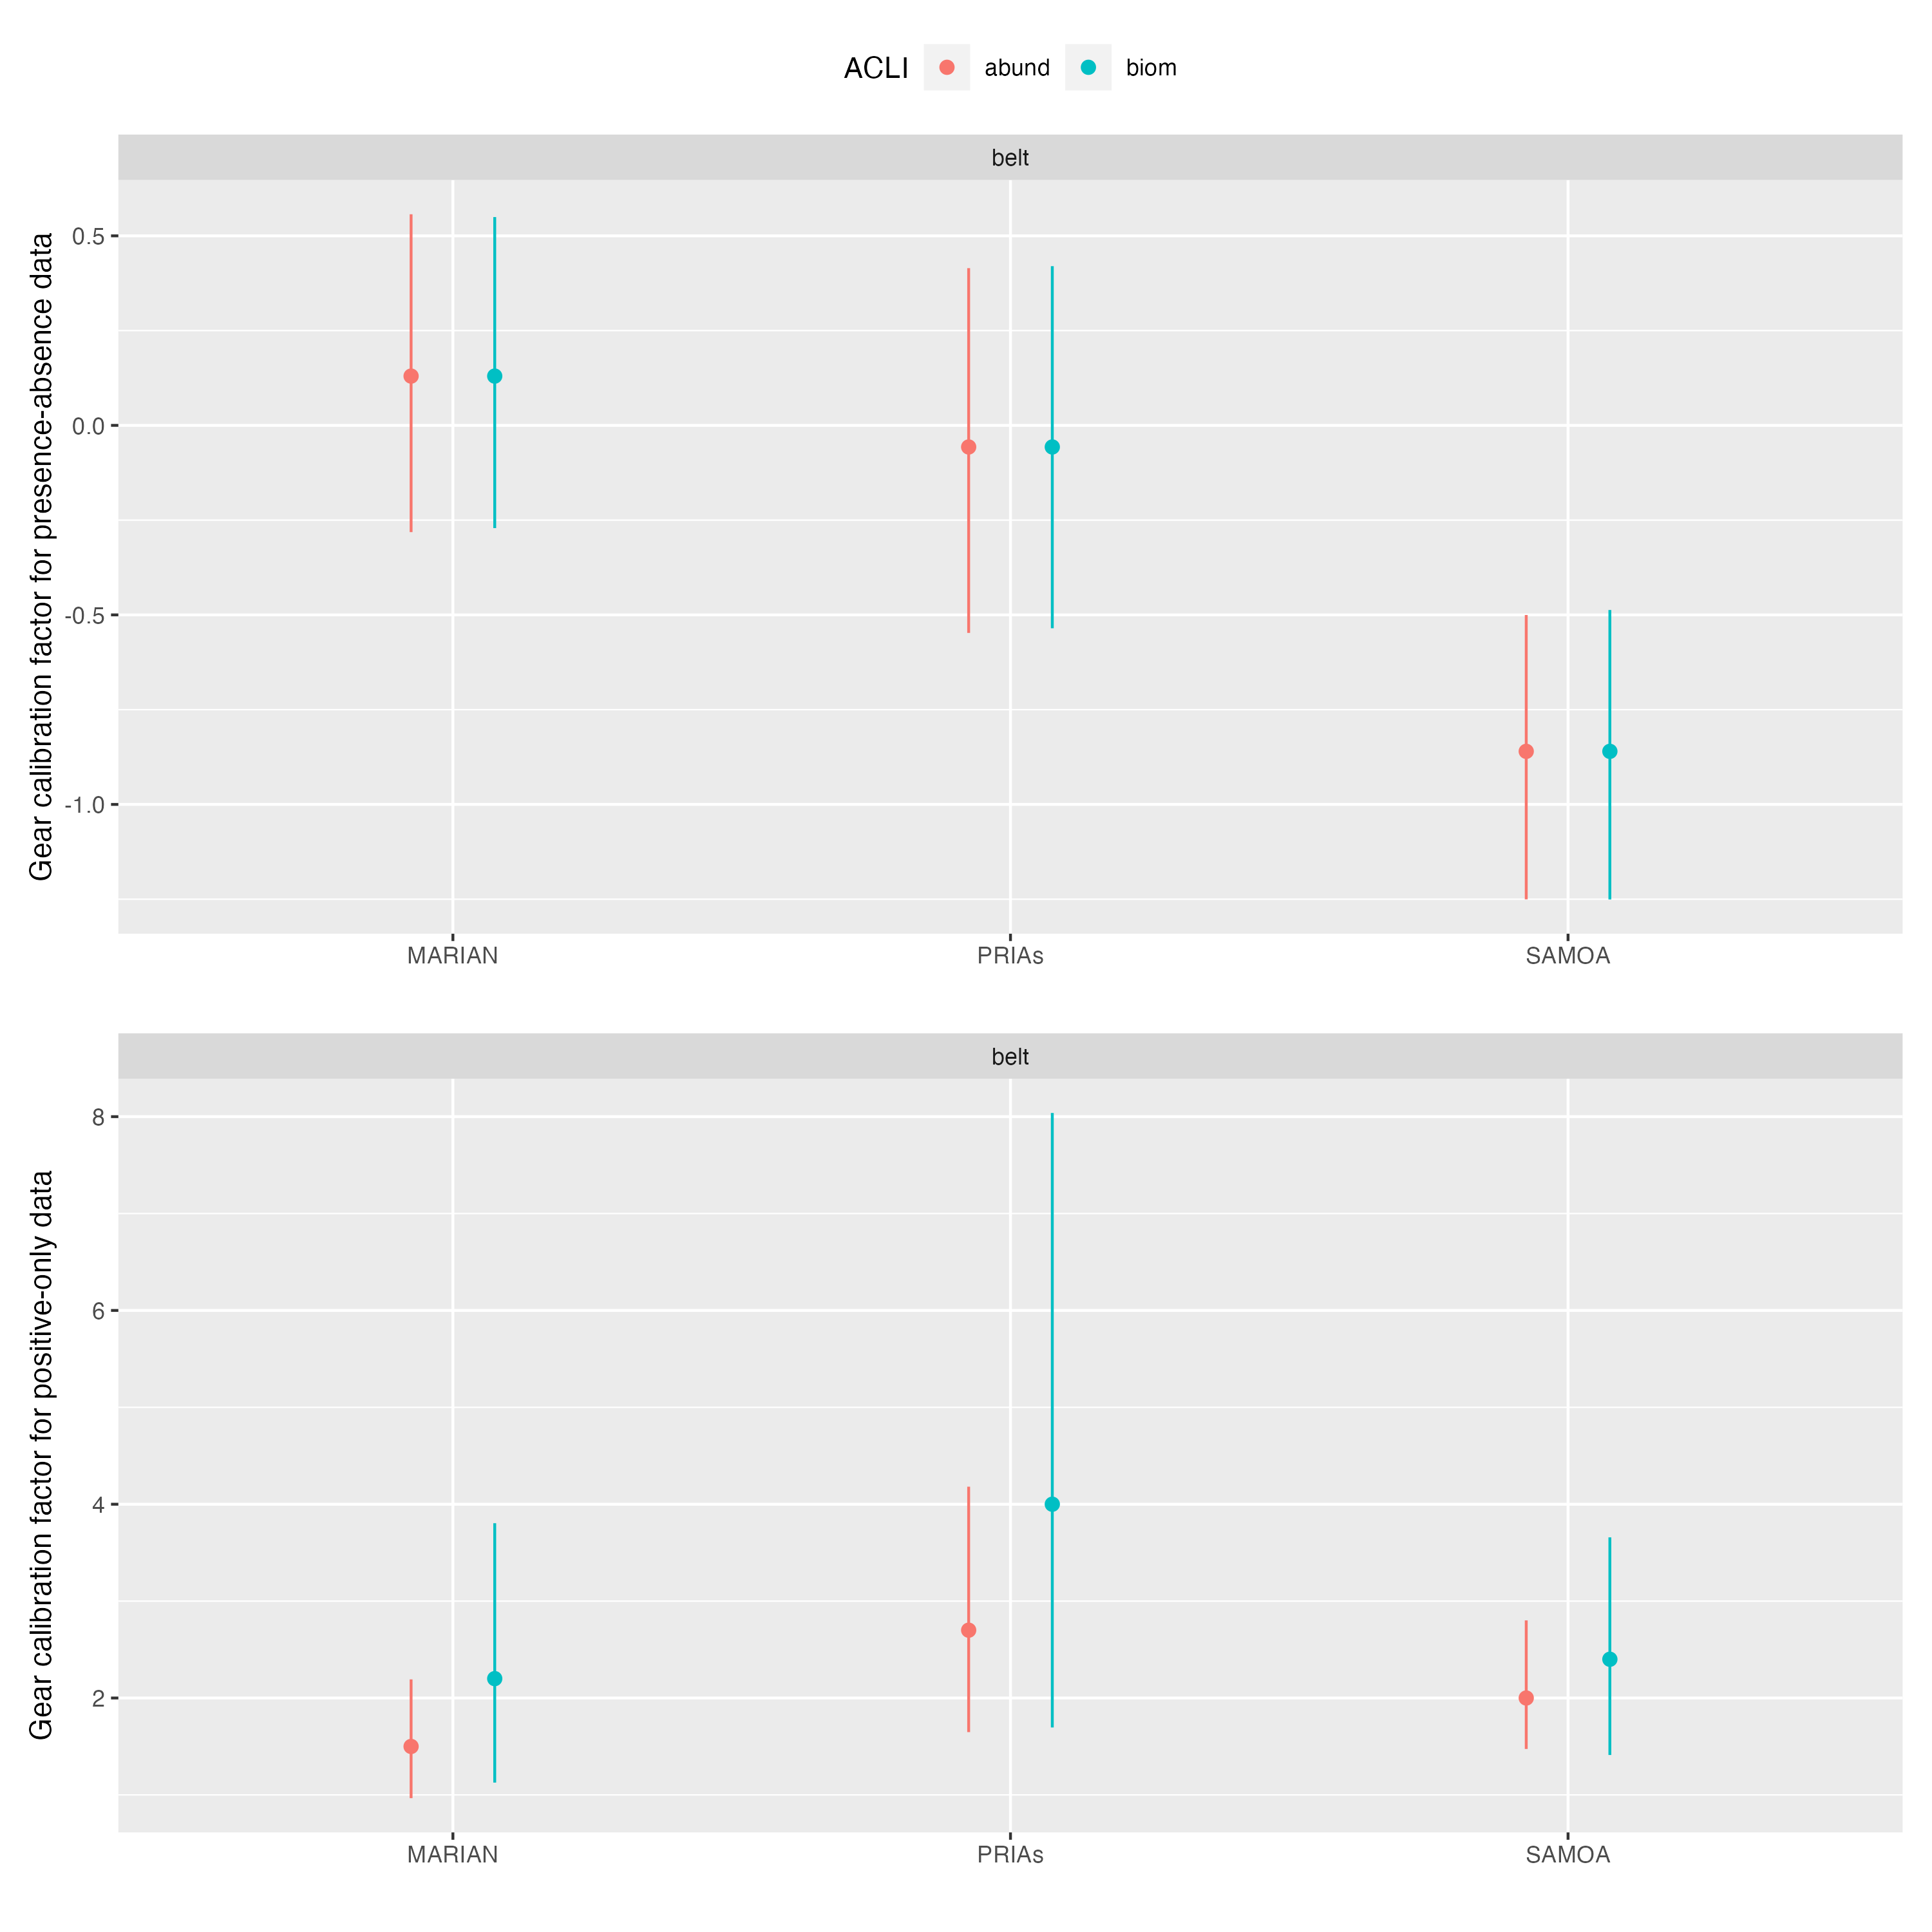 ACLI abund biom
belt
Gear calibration factor for presence-absence data
0.5
0.0
-0.5
-1.0
MARIAN PRIAs SAMOA
belt
Gear calibration factor for positive-only data
8
6
4
2
MARIAN PRIAs SAMOA